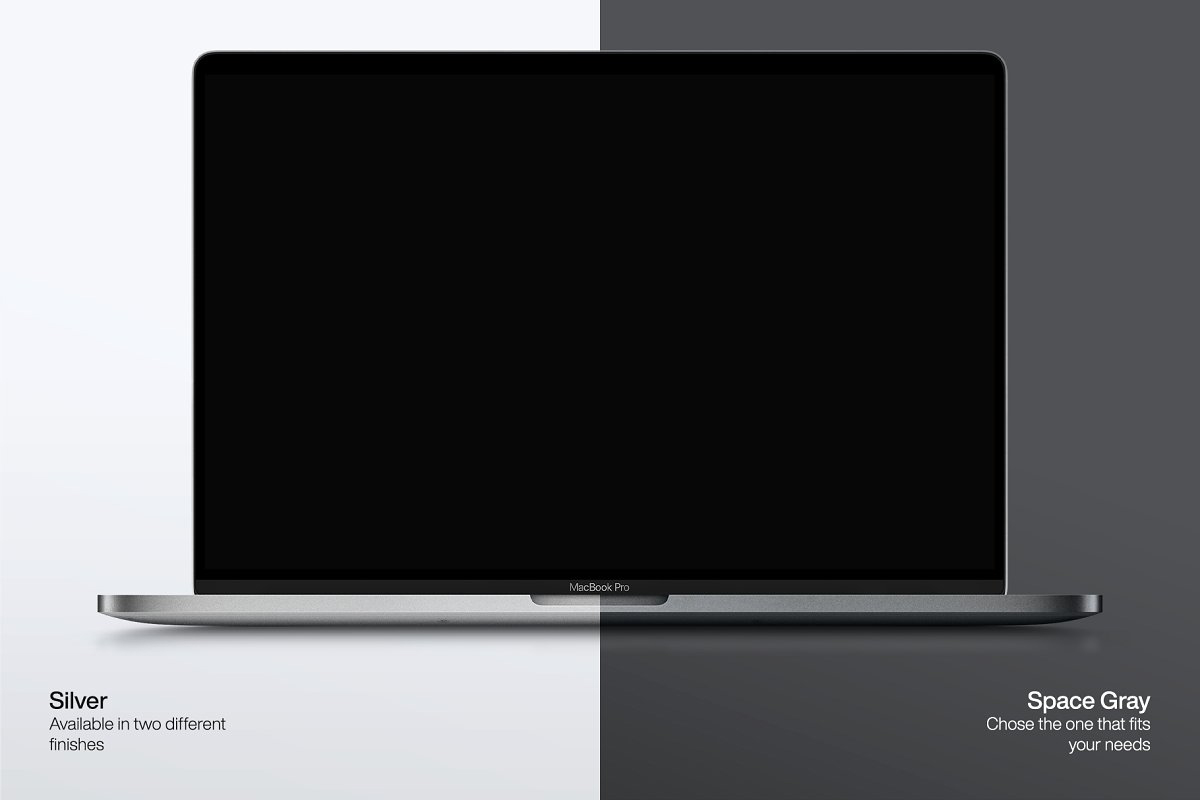 MacBook Pro
Silver
Available in two different
finishes
Space Gray
Chose the one that fits
your needs